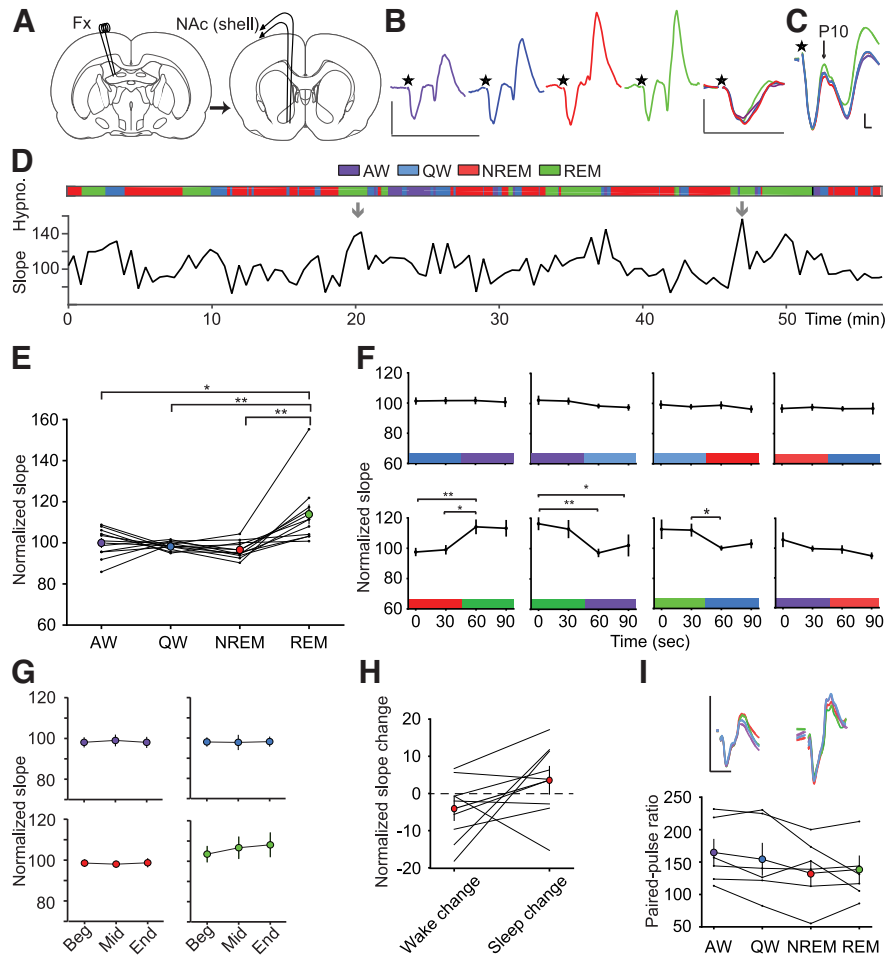 A
Fx
NAc (shell)
B
C
P10
D
AW QW NREM REM
Hypno.
Slope
140
100
0 10 20 30 40 50 Time (min)
E
Normalized slope
160
140
120
100
80
60
*
**
**
AW QW NREM REM
F
Normalized slope
120
100
80
60
120
100
80
60
**
*
*
**
*
0 30 60 90 0 30 60 90 0 30 60 90 0 30 60 90
Time (sec)
G
Normalized slope
120
100
80
120
100
80
Beg Mid End Beg Mid End
H
Normalized slope change
20
10
0
-10
-20
Wake change Sleep change
I
Paired-pulse ratio
250
200
150
100
50
AW QW NREM REM